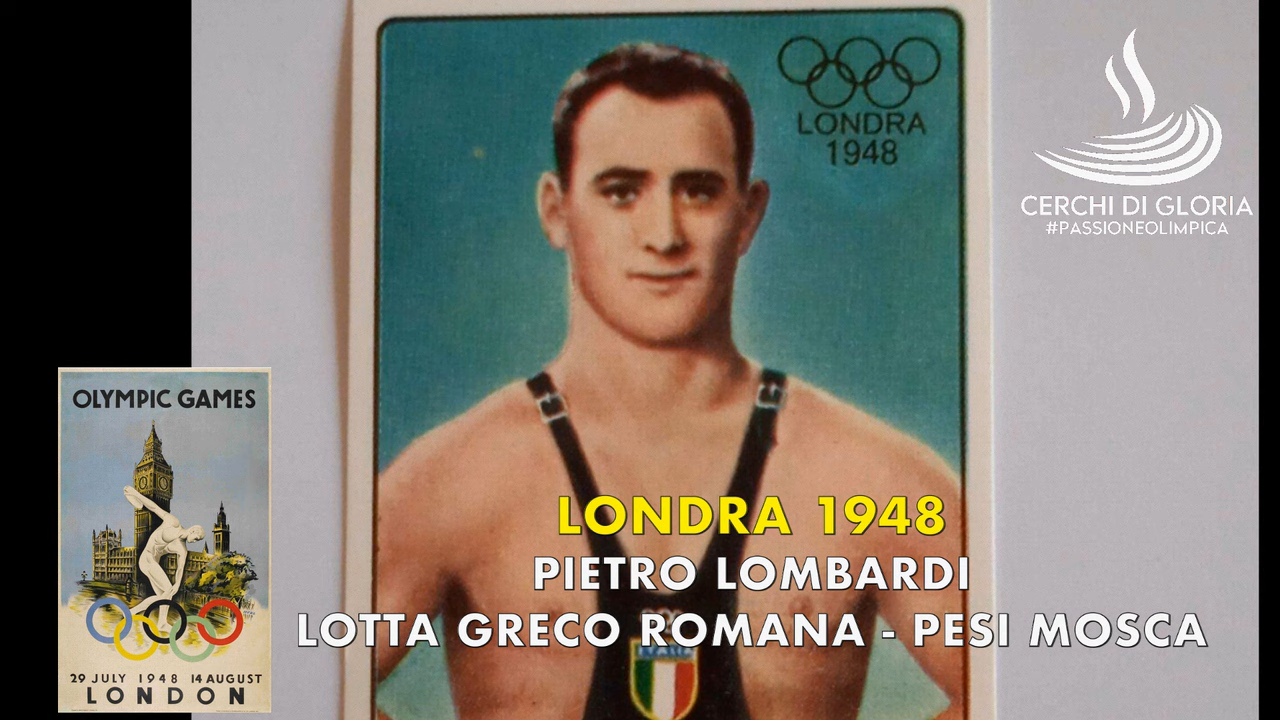 LONDRA
1948
CERCHI DI GLORIA
#PASSIONEOLIMPICA
OLYMPIC GAMES
29 JULY 1948 14 AUGUST
LONDON
LONDRA 1948
PIETRO LOMBARDI
LOTTA GRECO ROMANA - PESI MOSCA
ITALIA